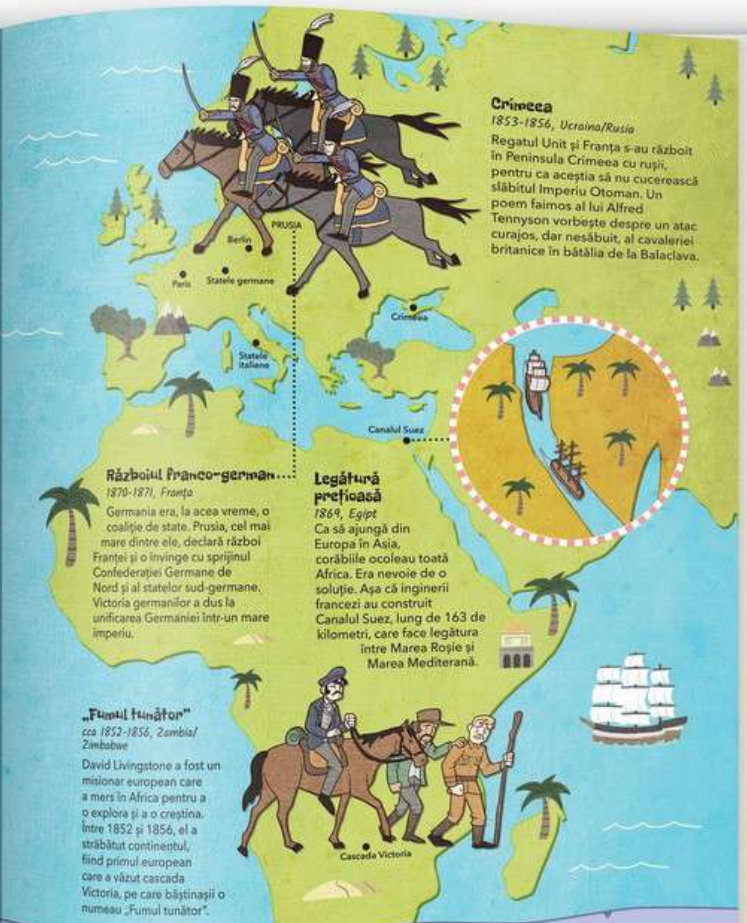 Crimeea
1853-1856, Ucraina/Rusia
Regatul Unit și Franța s-au războit
în Peninsula Crimeea cu rușii,
pentru ca aceștia să nu cucerească
slăbitul Imperiu Otoman. Un
poem faimos al lui Alfred
Tennyson vorbește despre un atac
curajos, dar nesăbuit, al cavaleriei
britanice în bătălia de la Balaclava.
PRUSIA
Berlin
Paris
Statele germane
Crimeea
Statele
italiene
Canalul Suez
Războiul franco-german
1870-1871, Franța
Germania era, la acea vreme, o
coaliție de state. Prusia, cel mai
mare dintre ele, declară război
Franței și o învinge cu sprijinul
Confederației Germane de
Nord și al statelor sud-germane.
Victoria germanilor a dus la
unificarea Germaniei într-un mare
imperiu.
Legătură
prețioasă
1869, Egipt
Ca să ajungă din
Europa în Asia,
corăbiile ocoleau toată
Africa. Era nevoie de o
soluție. Așa că inginerii
francezi au construit
Canalul Suez, lung de 163 de
kilometri, care face legătura
între Marea Roșie și
Marea Mediterană.
„Fumul tunător”
cca 1852-1856, Zambia/
Zimbabwe
David Livingstone a fost un
misionar european care
a mers în Africa pentru a
o explora și a o creștina.
Între 1852 și 1856, el a
străbătut continentul,
fiind primul european
care a văzut cascada
Victoria, pe care băștinașii o
numeau „Fumul tunător”.
Cascada Victoria